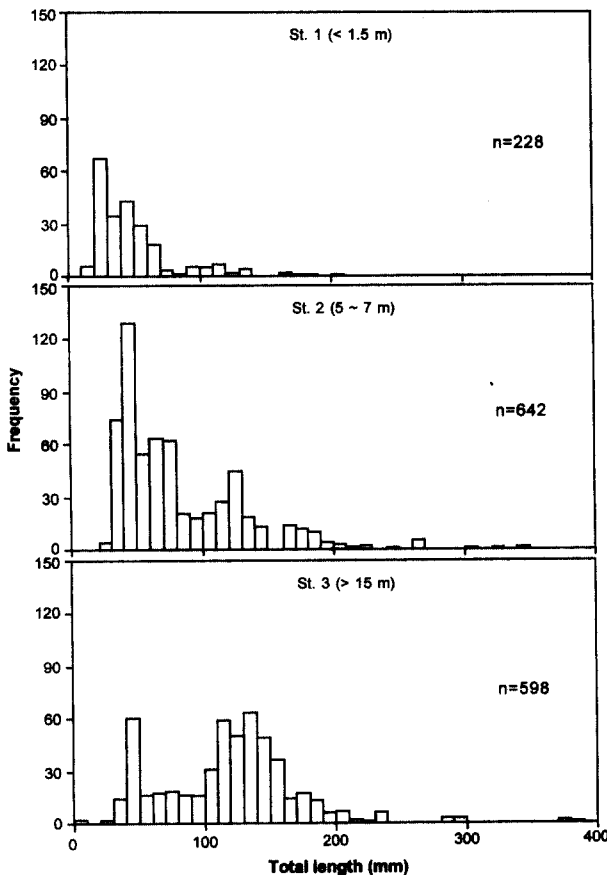 150
St. 1 (< 1.5 m)
120
90
n=228
60
30
0
150
St. 2 (5 ~ 7 m)
120
90
n=642
60
30
0
Frequency
150
St. 3 (> 15 m)
120
90
n=598
60
30
0
0 100 200 300 400
Total length (mm)